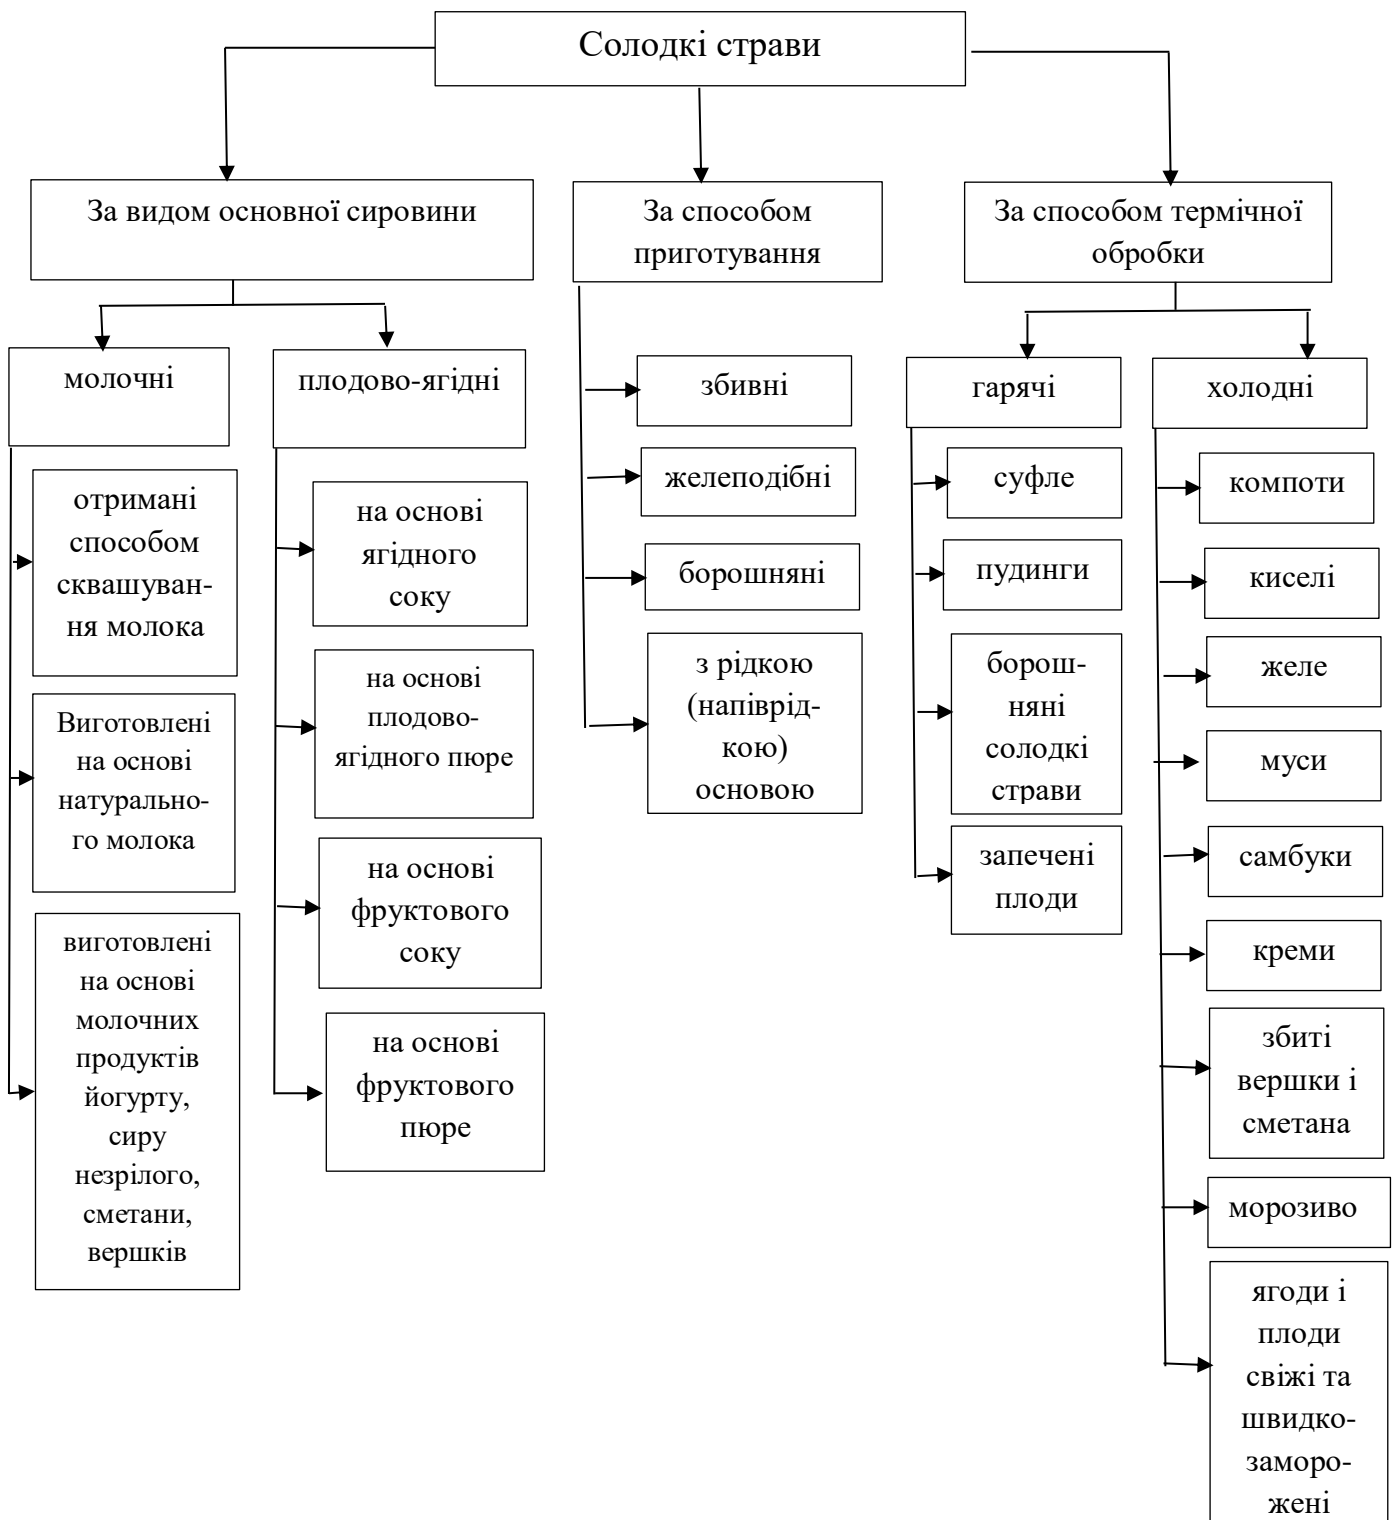 Солодкі страви
За видом основної сировини
За способом
приготування
За способом термічної
обробки
молочні
плодово-ягідні
отримані
способом
сквашуван-
ня молока
Виготовлені
на основі
натурально-
го молока
виготовлені
на основі
молочних
продуктів
йогурту,
сиру
незрілого,
сметани,
вершків
на основі
ягідного
соку
на основі
плодово-
ягідного пюре
на основі
фруктового
соку
на основі
фруктового
пюре
збивні
желеподібні
борошняні
з рідкою
(напіврід-
кою)
основою
гарячі
холодні
суфле
пудинги
борош-
няні
солодкі
страви
запечені
плоди
компоти
киселі
желе
муси
самбуки
креми
збиті
вершки і
сметана
морозиво
ягоди і
плоди
свіжі та
швидко-
заморо-
жені